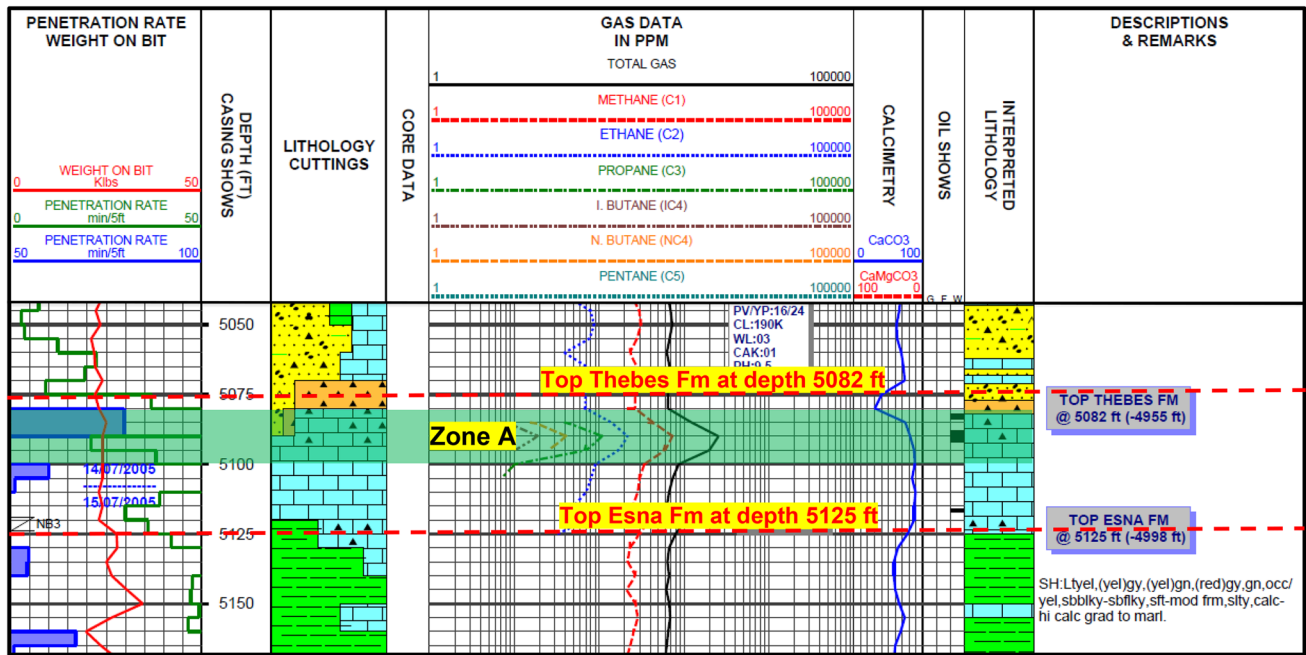 PENETRATION RATE
WEIGHT ON BIT
WEIGHT ON BIT
0 Klbs 50
PENETRATION RATE
0 min/5ft 50
PENETRATION RATE
50 min/5ft 100
DEPTH (FT)
CASING SHOWS
LITHOLOGY
CUTTINGS
CORE DATA
GAS DATA
IN PPM
TOTAL GAS
1 100000
METHANE (C1)
1 100000
ETHANE (C2)
1 100000
PROPANE (C3)
1 100000
I. BUTANE (IC4)
1 100000
N. BUTANE (NC4)
1 100000
PENTANE (C5)
1 100000
CALCIMETRY
CaCO3
0 100
CaMgCO3
100 0
OIL SHOWS
G F W
INTERPRETED
LITHOLOGY
DESCRIPTIONS
& REMARKS
5050
5075
5100
5125
5150
14/07/2005
15/07/2005
NB3
PV/YP:16/24
CL:190K
WL:03
CAK:01
PH:9.5
Top Thebes Fm at depth 5082 ft
Zone A
Top Esna Fm at depth 5125 ft
TOP THEBES FM
@ 5082 ft (-4955 ft)
TOP ESNA FM
@ 5125 ft (-4998 ft)
SH:Ltyel,(yel)gy,(yel)gn,(red)gy,gn,occ/
yel,sbblky-sbflky,sft-mod frm,slty,calc-
hi calc grad to marl.